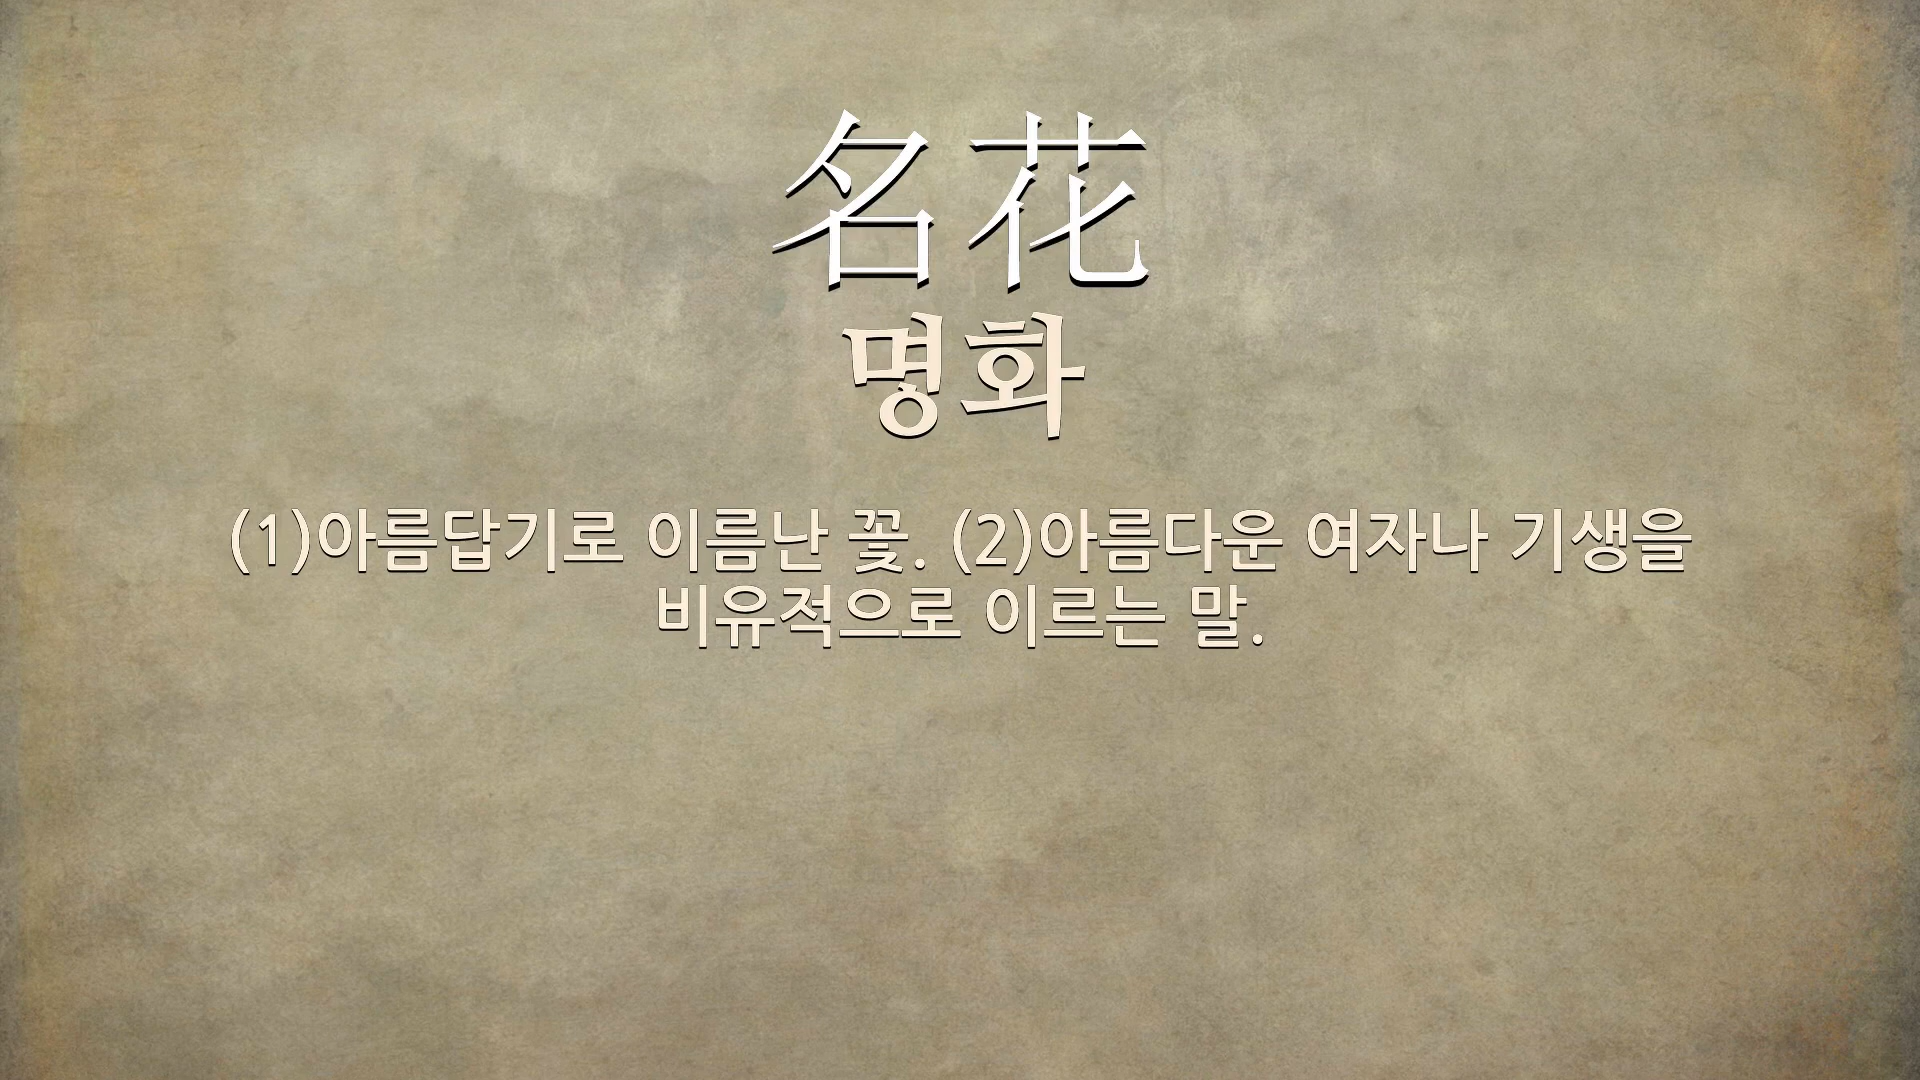 名花
명화
(1)아름답기로 이름난 꽃. (2)아름다운 여자나 기생을
비유적으로 이르는 말.